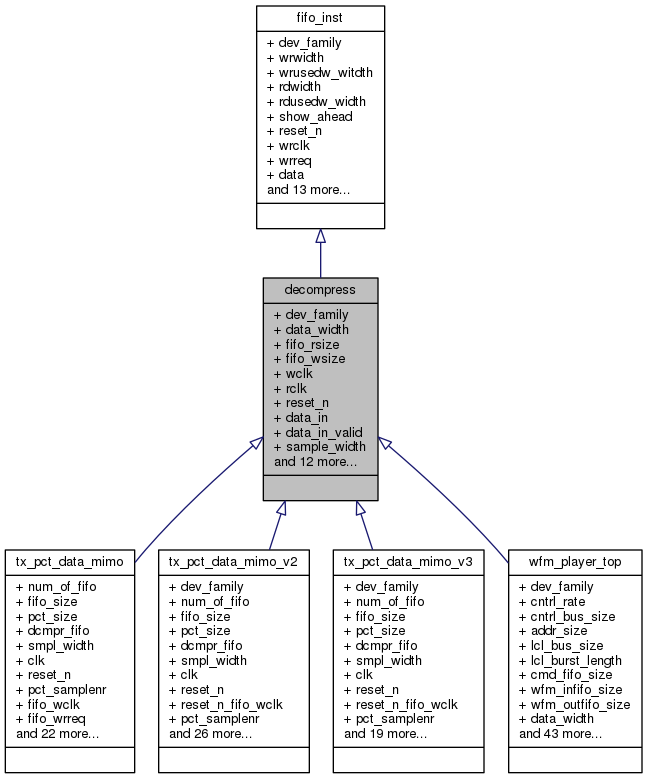 fifo_inst
+ dev_family
+ wrwidth
+ wrusedw_witdth
+ rdwidth
+ rdusedw_width
+ show_ahead
+ reset_n
+ wrclk
+ wrreq
+ data
and 13 more...
decompress
+ dev_family
+ data_width
+ fifo_rsize
+ fifo_wsize
+ wclk
+ rclk
+ reset_n
+ data_in
+ data_in_valid
+ sample_width
and 12 more...
tx_pct_data_mimo
+ num_of_fifo
+ fifo_size
+ pct_size
+ dcmpr_fifo
+ smpl_width
+ clk
+ reset_n
+ pct_samplenr
+ fifo_wclk
+ fifo_wrreq
and 22 more...
tx_pct_data_mimo_v2
+ dev_family
+ num_of_fifo
+ fifo_size
+ pct_size
+ dcmpr_fifo
+ smpl_width
+ clk
+ reset_n
+ reset_n_fifo_wclk
+ pct_samplenr
and 26 more...
tx_pct_data_mimo_v3
+ dev_family
+ num_of_fifo
+ fifo_size
+ pct_size
+ dcmpr_fifo
+ smpl_width
+ clk
+ reset_n
+ reset_n_fifo_wclk
+ pct_samplenr
and 19 more...
wfm_player_top
+ dev_family
+ cntrl_rate
+ cntrl_bus_size
+ addr_size
+ lcl_bus_size
+ lcl_burst_length
+ cmd_fifo_size
+ wfm_infifo_size
+ wfm_outfifo_size
+ data_width
and 43 more...